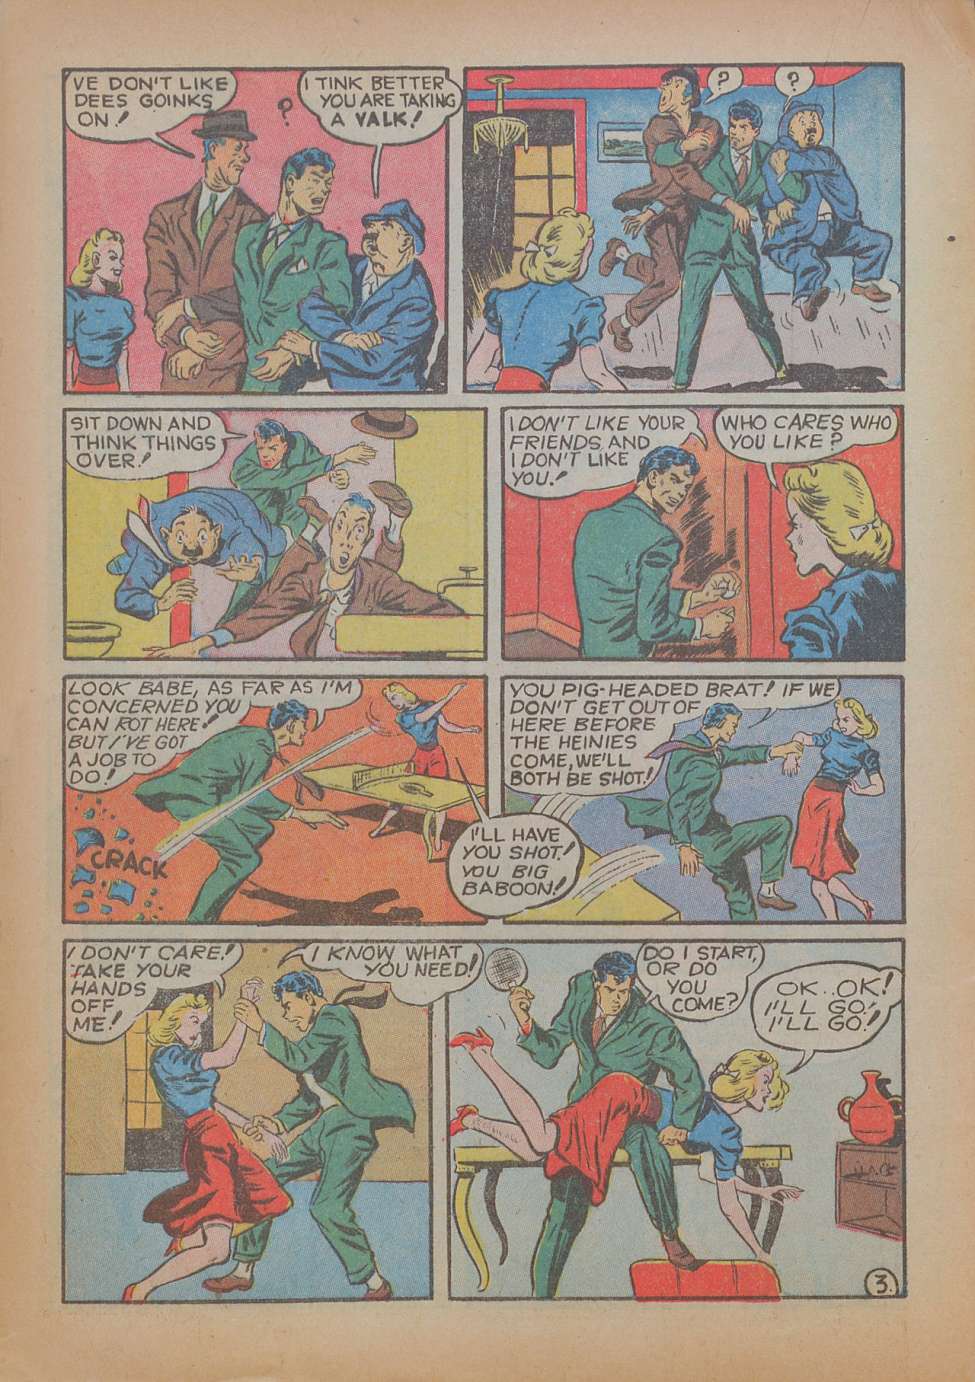 VE DON'T LIKE
DEES GOINKS
ON!
?
I TINK BETTER
YOU ARE TAKING
A VALK!
?
?
SIT DOWN AND
THINK THINGS
OVER!
I DON'T LIKE YOUR
FRIENDS AND
I DON'T LIKE
YOU!
WHO CARES WHO
YOU LIKE?
LOOK BABE, AS FAR AS I'M
CONCERNED YOU
CAN ROT HERE!
BUT I'VE GOT
A JOB TO
DO!
CRACK
I'LL HAVE
YOU SHOT!
YOU BIG
BABOON!
YOU PIG-HEADED BRAT! IF WE
DON'T GET OUT OF
HERE BEFORE
THE HEINIES
COME, WE'LL
BOTH BE SHOT!
I DON'T CARE!
TAKE YOUR
HANDS
OFF
ME!
I KNOW WHAT
YOU NEED!
DO I START,
OR DO
YOU
COME?
OK..OK!
I'LL GO!
I'LL GO!
3.